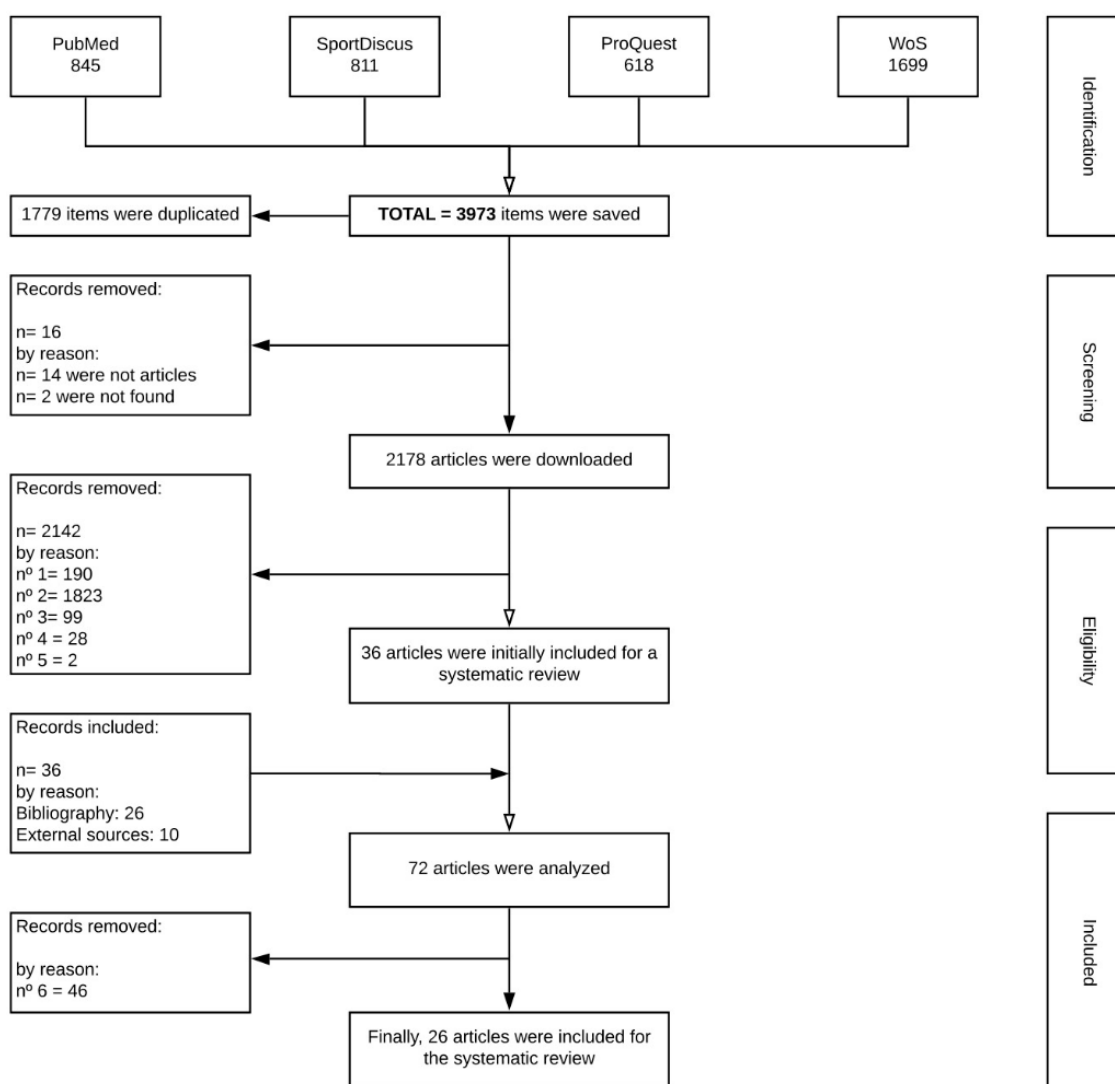 PubMed
845
SportDiscus
811
ProQuest
618
WoS
1699
Identification
1779 items were duplicated
TOTAL = 3973 items were saved
Records removed:
n= 16
by reason:
n= 14 were not articles
n= 2 were not found
Screening
2178 articles were downloaded
Records removed:
n= 2142
by reason:
nº 1= 190
nº 2= 1823
nº 3= 99
nº 4 = 28
nº 5 = 2
Eligibility
36 articles were initially included for a
systematic review
Records included:
n= 36
by reason:
Bibliography: 26
External sources: 10
72 articles were analyzed
Included
Records removed:
by reason:
nº 6 = 46
Finally, 26 articles were included for
the systematic review